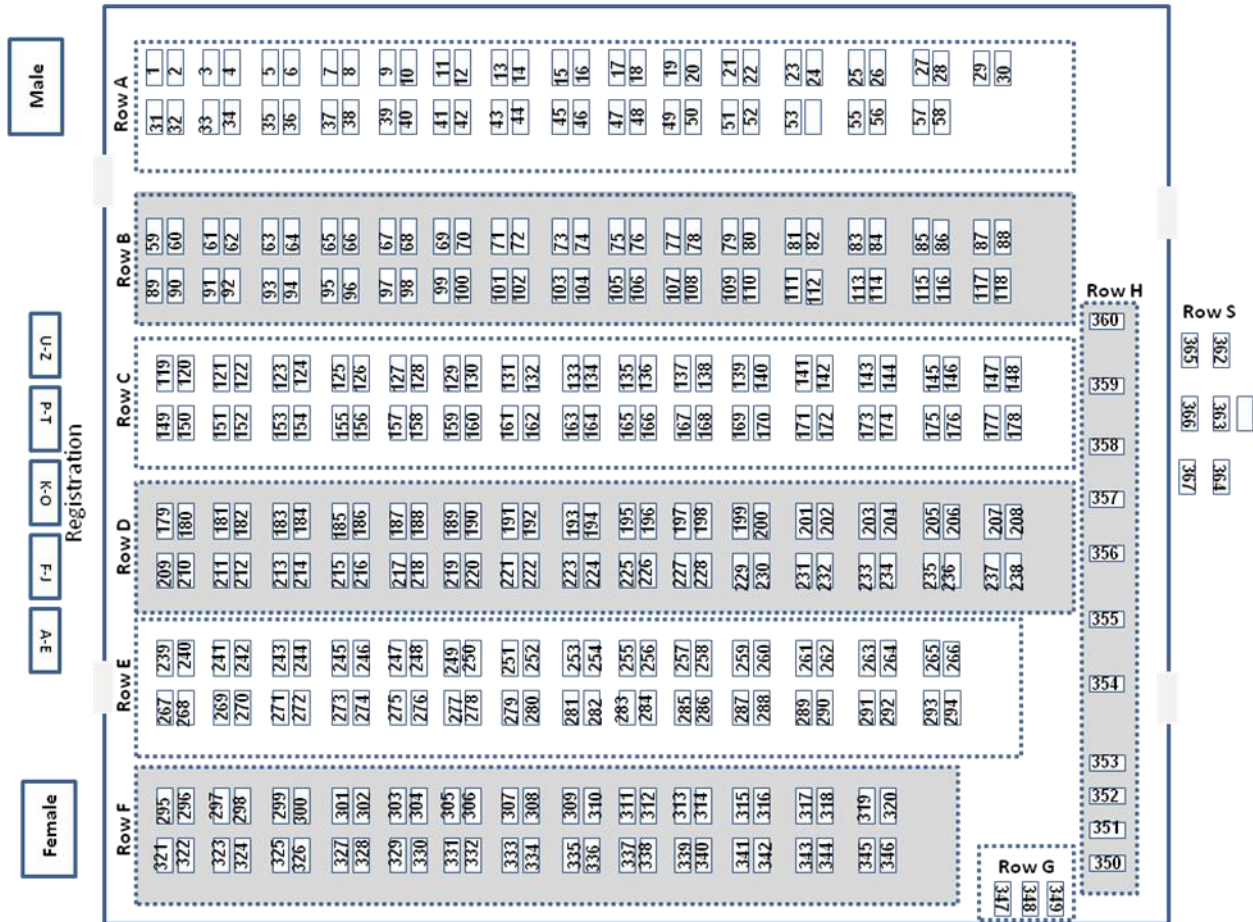 Male
Row A
1 2 3 4 5 6 7 8 9 10 11 12 13 14 15 16 17 18 19 20 21 22 23 24 25 26 27 28 29 30
31 32 33 34 35 36 37 38 39 40 41 42 43 44 45 46 47 48 49 50 51 52 53 55 56 57 58
Row B
59 60 61 62 63 64 65 66 67 68 69 70 71 72 73 74 75 76 77 78 79 80 81 82 83 84 85 86 87 88
89 90 91 92 93 94 95 96 97 98 99 100 101 102 103 104 105 106 107 108 109 110 111 112 113 114 115 116 117 118
Row C
119 120 121 122 123 124 125 126 127 128 129 130 131 132 133 134 135 136 137 138 139 140 141 142 143 144 145 146 147 148
149 150 151 152 153 154 155 156 157 158 159 160 161 162 163 164 165 166 167 168 169 170 171 172 173 174 175 176 177 178
Row D
179 180 181 182 183 184 185 186 187 188 189 190 191 192 193 194 195 196 197 198 199 200 201 202 203 204 205 206 207 208
209 210 211 212 213 214 215 216 217 218 219 220 221 222 223 224 225 226 227 228 229 230 231 232 233 234 235 236 237 238
Row E
239 240 241 242 243 244 245 246 247 248 249 250 251 252 253 254 255 256 257 258 259 260 261 262 263 264 265 266
267 268 269 270 271 272 273 274 275 276 277 278 279 280 281 282 283 284 285 286 287 288 289 290 291 292 293 294
Row F
295 296 297 298 299 300 301 302 303 304 305 306 307 308 309 310 311 312 313 314 315 316 317 318 319 320
321 322 323 324 325 326 327 328 329 330 331 332 333 334 335 336 337 338 339 340 341 342 343 344 345 346
Female
Registration
U-Z
P-T
K-O
F-J
A-E
Row G
347 348 349
Row H
360
359
358
357
356
355
354
353
352
351
350
Row S
365 362
366 363
367 364